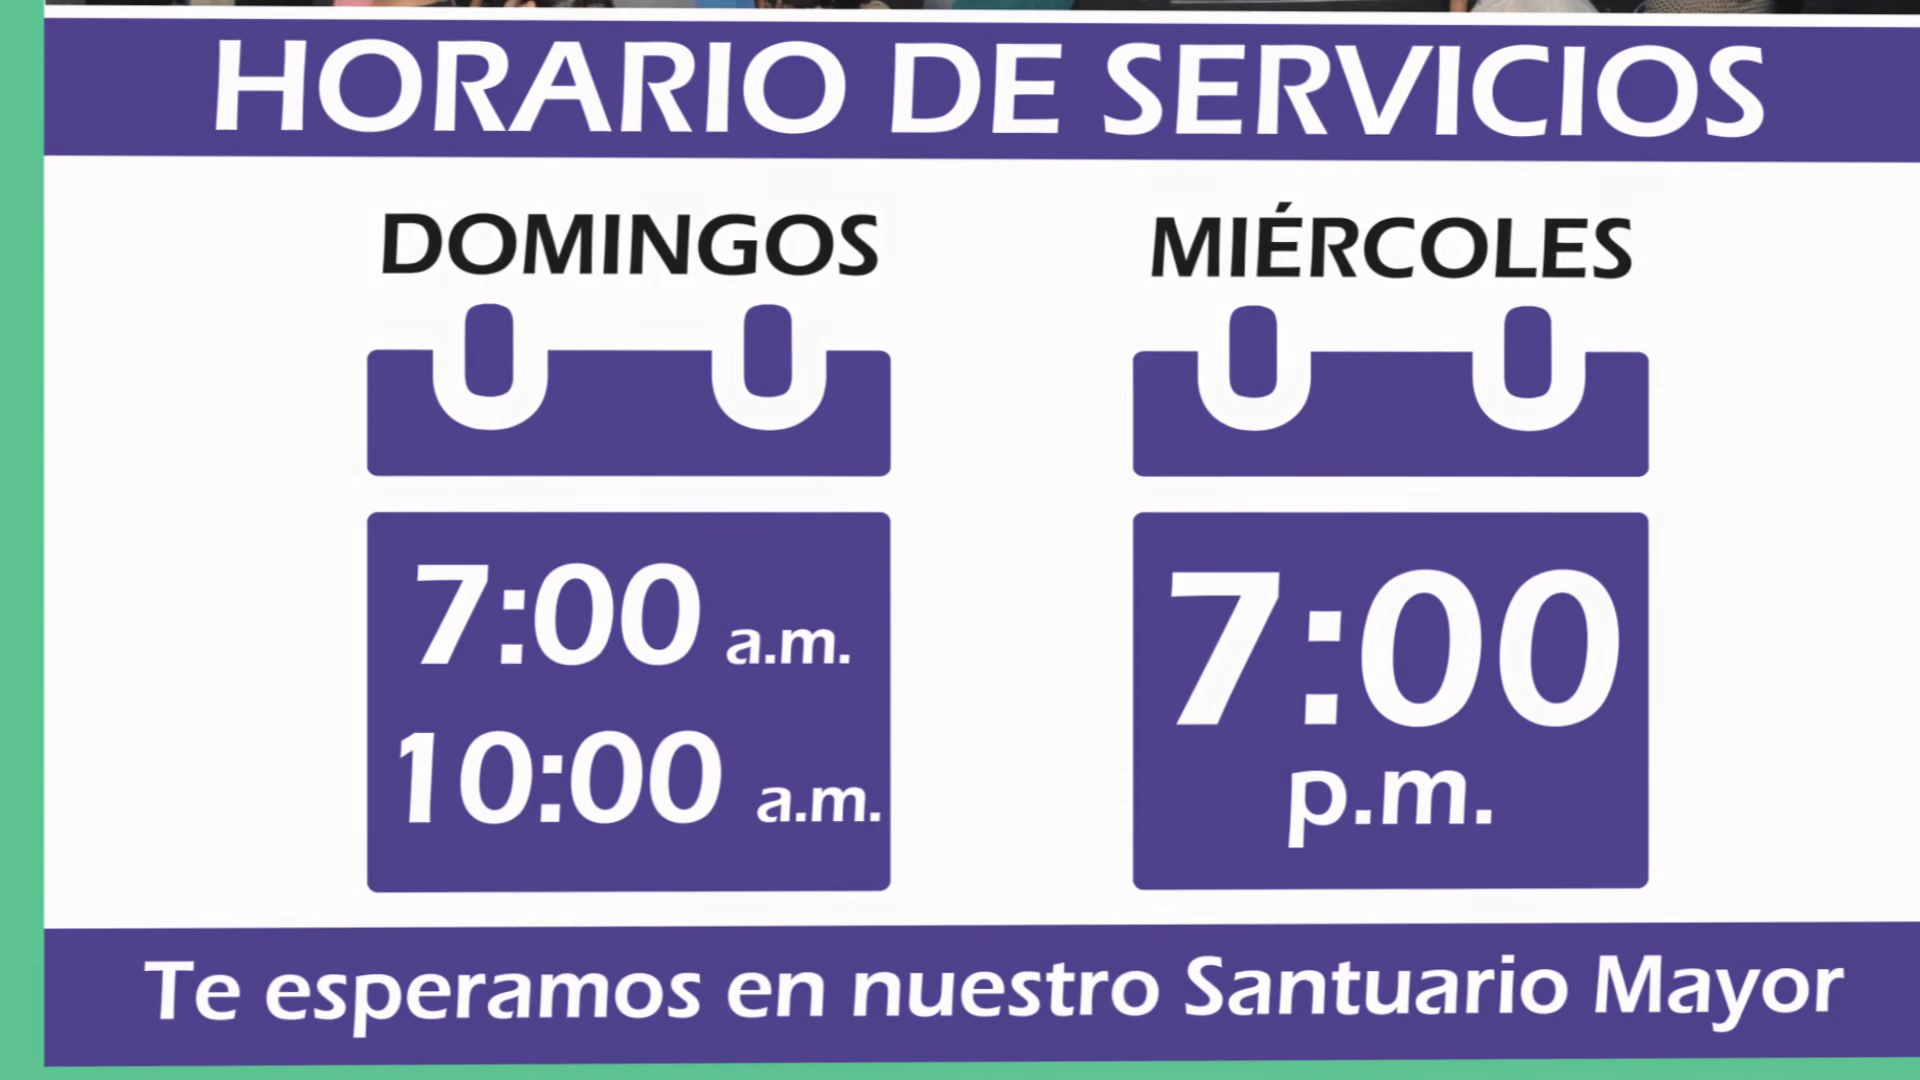 HORARIO DE SERVICIOS
DOMINGOS
7:00 a.m.
10:00 a.m.
MIÉRCOLES
7:00
p.m.
Te esperamos en nuestro Santuario Mayor